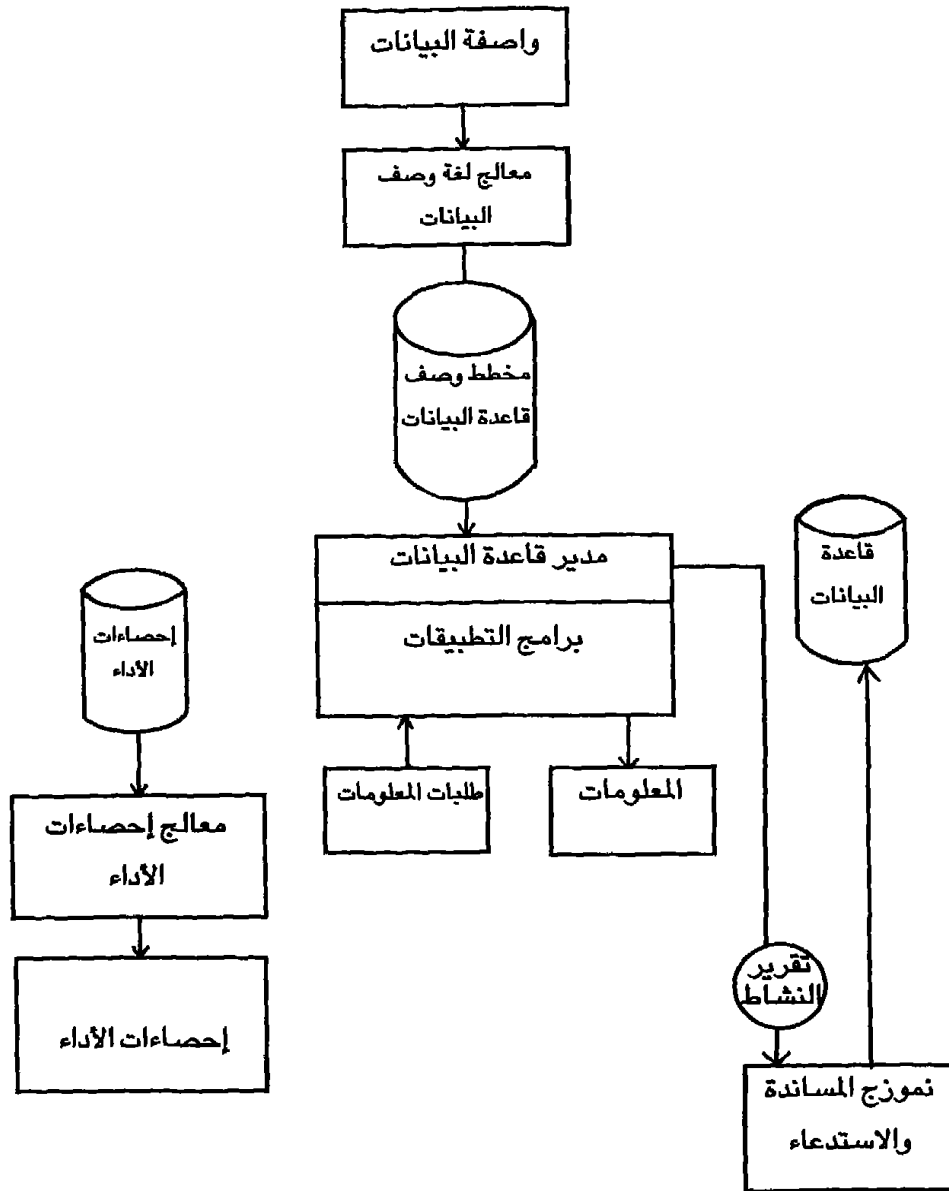 واصفة البيانات
معالج لغة وصف
البيانات
مخطط وصف
قاعدة البيانات
مدير قاعدة البيانات
برامج التطبيقات
قاعدة
البيانات
إحصاءات
الأداء
طلبات المعلومات
المعلومات
معالج إحصاءات
الأداء
إحصاءات الأداء
تقرير
النشاط
نموزج المساندة
والاستدعاء